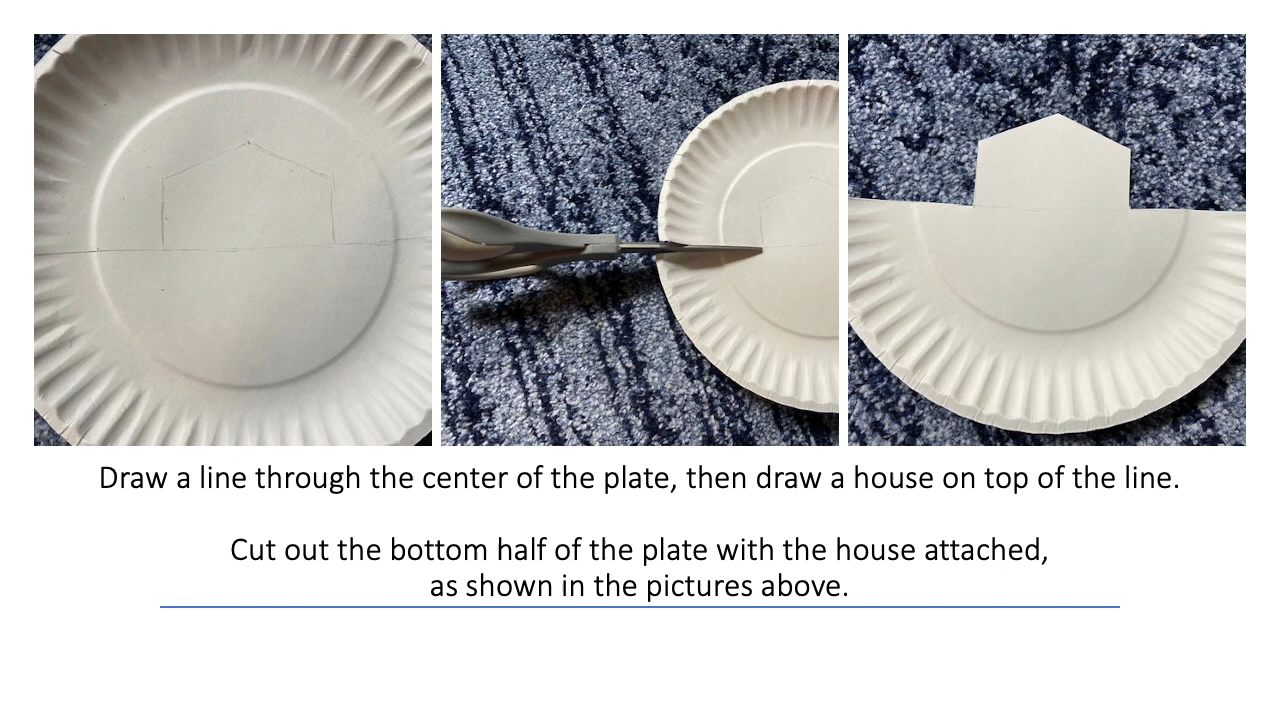 Draw a line through the center of the plate, then draw a house on top of the line.
Cut out the bottom half of the plate with the house attached,
as shown in the pictures above.